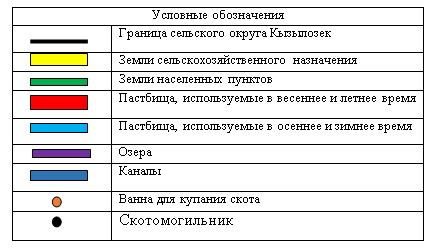 Условные обозначения
Граница сельского округа Кызылозек
Земли сельскохозяйственного назначения
Земли населенных пунктов
Пастбища, используемые в весеннее и летнее время
Пастбища, используемые в осеннее и зимнее время
Озера
Каналы
Ванна для купания скота
Скотомогильник